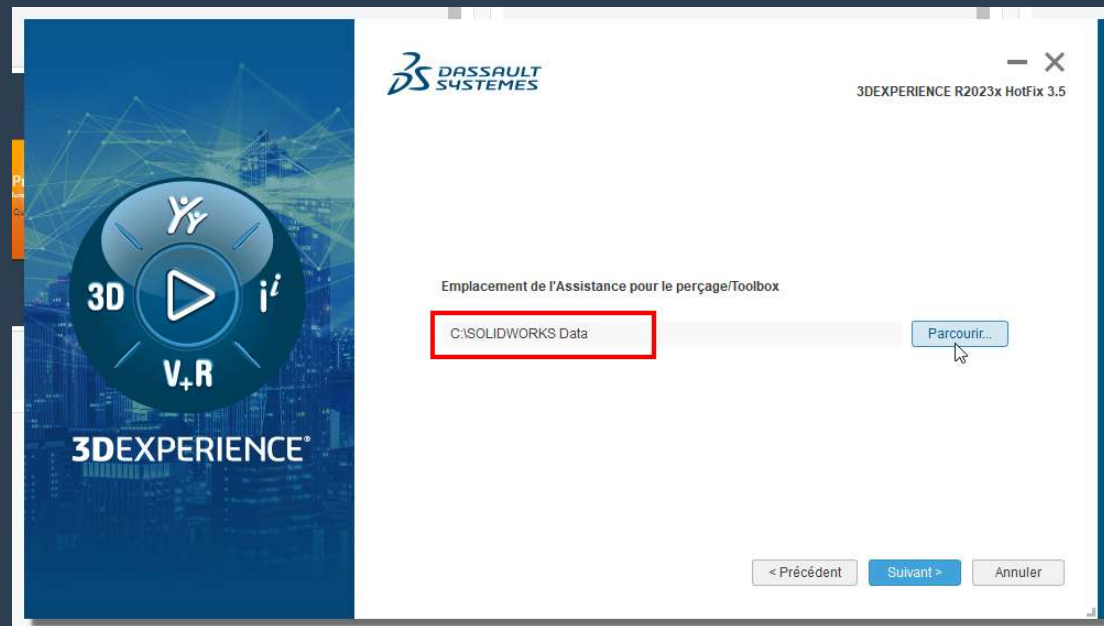 DASSAULT
SYSTEMES
3DEXPERIENCE R2023x HotFix 3.5
3D
i
V+R
3DEXPERIENCE®
Emplacement de l'Assistance pour le perçage/Toolbox
C:\SOLIDWORKS Data
Parcourir...
< Précédent
Suivant >
Annuler